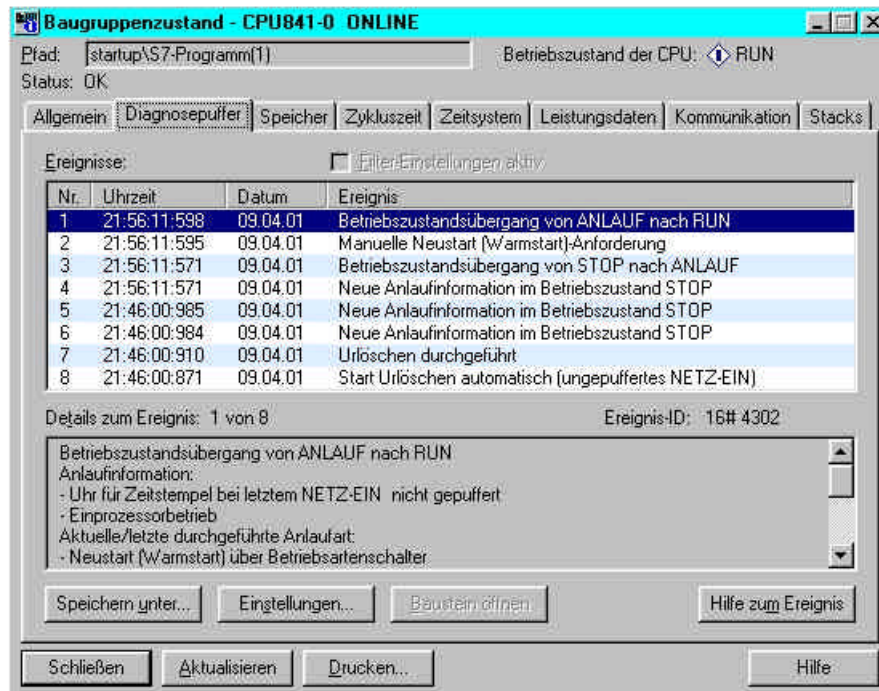 Baugruppenzustand - CPU841-0 ONLINE
Pfad: startup\S7-Programm(1) Betriebszustand der CPU: RUN
Status: OK
Allgemein Diagnosepuffer Speicher Zykluszeit Zeitsystem Leistungsdaten Kommunikation Stacks
Ereignisse: Filter-Einstellungen aktiv
Nr. Uhrzeit Datum Ereignis
1 21:56:11:598 09.04.01 Betriebszustandsübergang von ANLAUF nach RUN
2 21:56:11:595 09.04.01 Manuelle Neustart (Warmstart)-Anforderung
3 21:56:11:571 09.04.01 Betriebszustandsübergang von STOP nach ANLAUF
4 21:56:11:571 09.04.01 Neue Anlaufinformation im Betriebszustand STOP
5 21:46:00:985 09.04.01 Neue Anlaufinformation im Betriebszustand STOP
6 21:46:00:984 09.04.01 Neue Anlaufinformation im Betriebszustand STOP
7 21:46:00:910 09.04.01 Urlöschen durchgeführt
8 21:46:00:871 09.04.01 Start Urlöschen automatisch (ungepuffertes NETZ-EIN)
Details zum Ereignis: 1 von 8 Ereignis-ID: 16# 4302
Betriebszustandsübergang von ANLAUF nach RUN
Anlaufinformation:
- Uhr für Zeitstempel bei letztem NETZ-EIN nicht gepuffert
- Einprozessorbetrieb
Aktuelle/letzte durchgeführte Anlaufart:
- Neustart (Warmstart) über Betriebsartenschalter
Speichern unter... Einstellungen... Baustein öffnen Hilfe zum Ereignis
Schließen Aktualisieren Drucken... Hilfe